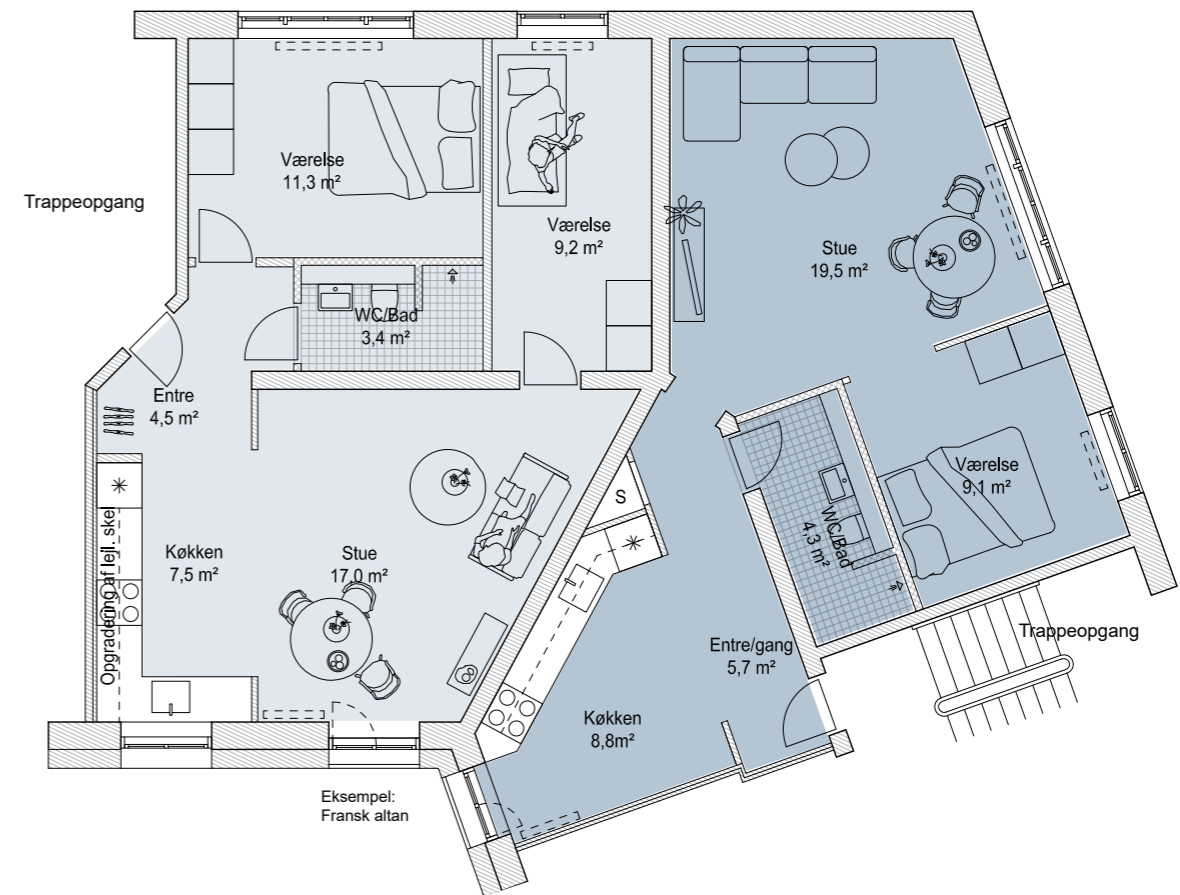 Trappeopgang
Værelse
11,3 m²
Værelse
9,2 m²
Stue
19,5 m²
WC/Bad
3,4 m²
Entre
4,5 m²
Værelse
9,1 m²
S
WC/Bad
4,3 m²
Opgradering af lejl. skel
Køkken
7,5 m²
Stue
17,0 m²
Trappeopgang
Entre/gang
5,7 m²
Køkken
8,8m²
Eksempel:
Fransk altan